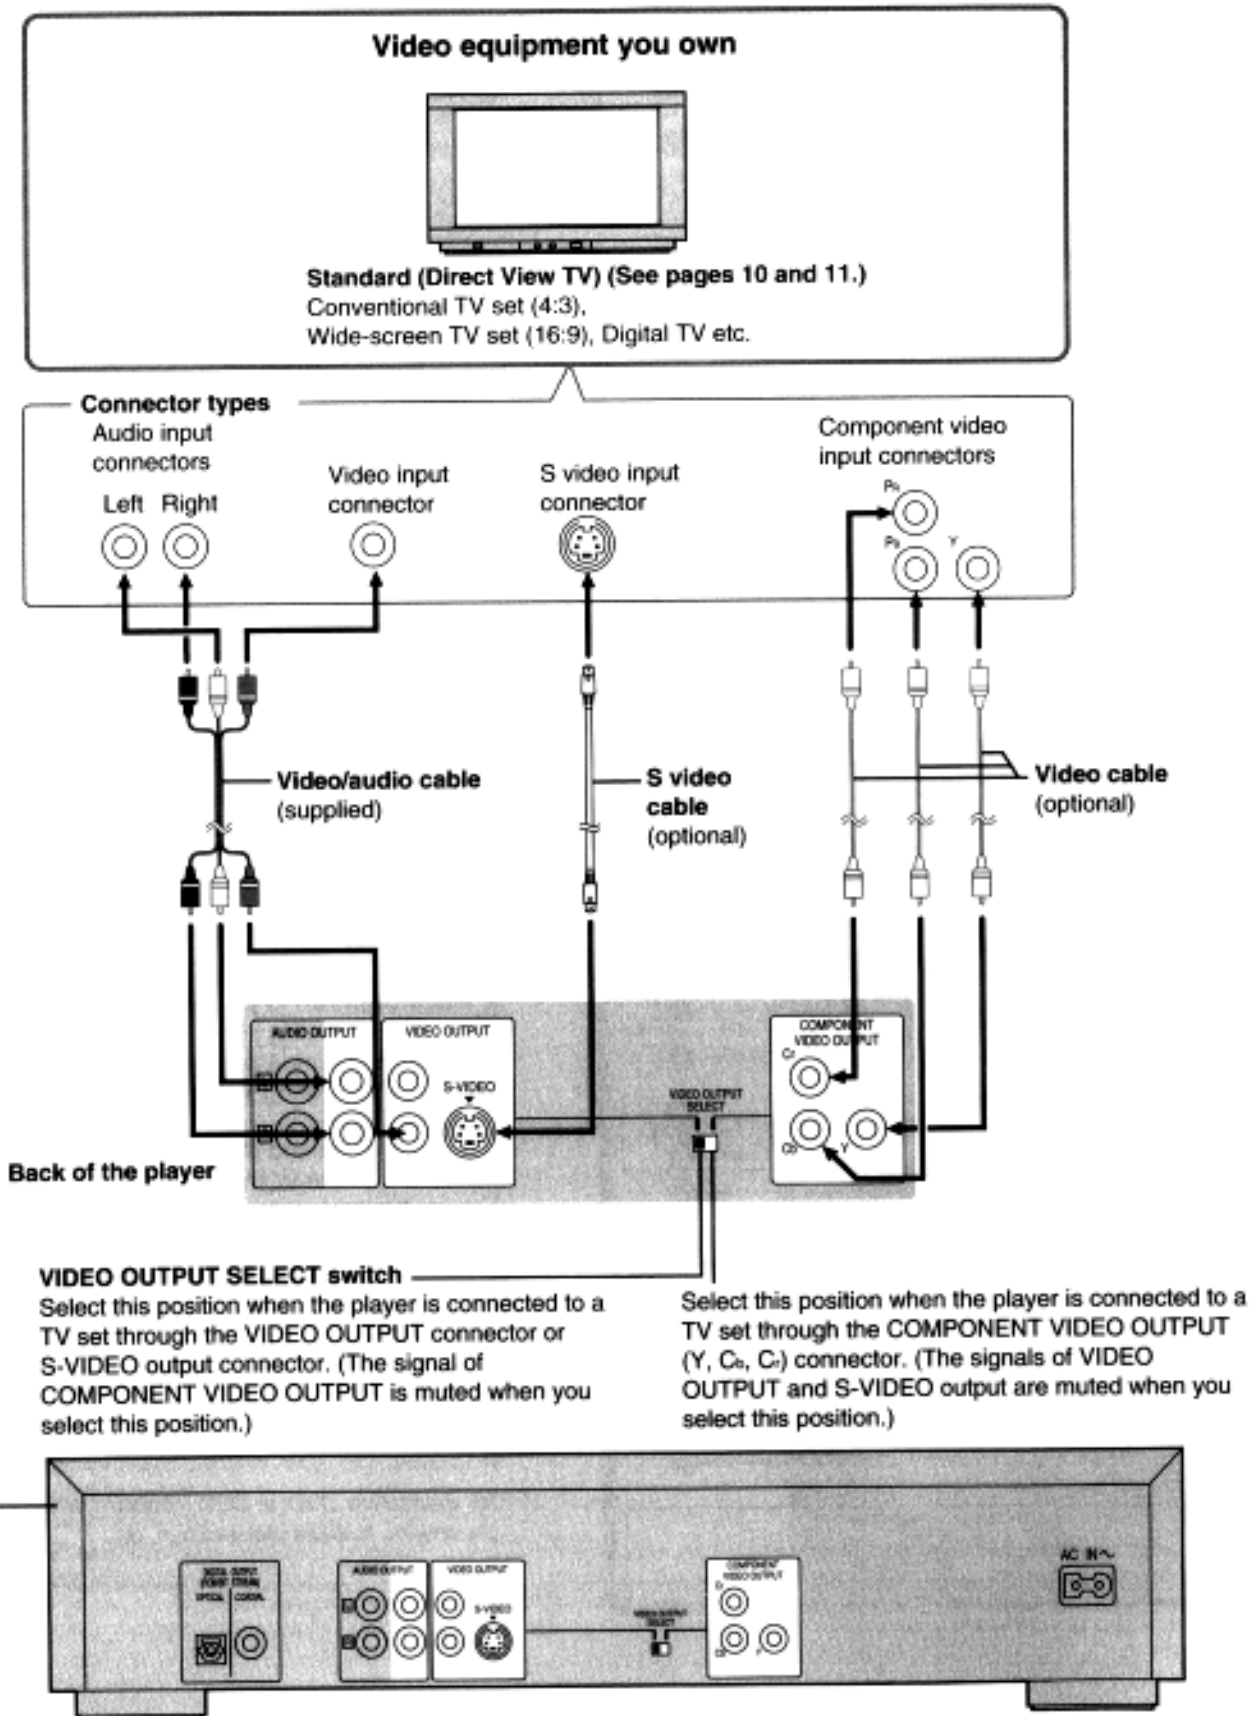 Video equipment you own
Standard (Direct View TV) (See pages 10 and 11.)
Conventional TV set (4:3),
Wide-screen TV set (16:9), Digital TV etc.
Connector types
Audio input
connectors
Left Right
Video input
connector
S video input
connector
Component video
input connectors
PR
PB
Y
Video/audio cable
(supplied)
S video
cable
(optional)
Video cable
(optional)
AUDIO OUTPUT
VIDEO OUTPUT
S-VIDEO
VIDEO OUTPUT
SELECT
COMPONENT
VIDEO OUTPUT
Cr
Cb
Y
Back of the player
VIDEO OUTPUT SELECT switch
Select this position when the player is connected to a
TV set through the VIDEO OUTPUT connector or
S-VIDEO output connector. (The signal of
COMPONENT VIDEO OUTPUT is muted when you
select this position.)
Select this position when the player is connected to a
TV set through the COMPONENT VIDEO OUTPUT
(Y, Cb, Cr) connector. (The signals of VIDEO
OUTPUT and S-VIDEO output are muted when you
select this position.)
DIGITAL OUTPUT
OPTICAL COAXIAL
AUDIO OUTPUT
VIDEO OUTPUT
S-VIDEO
VIDEO OUTPUT
SELECT
COMPONENT
VIDEO OUTPUT
AC IN~